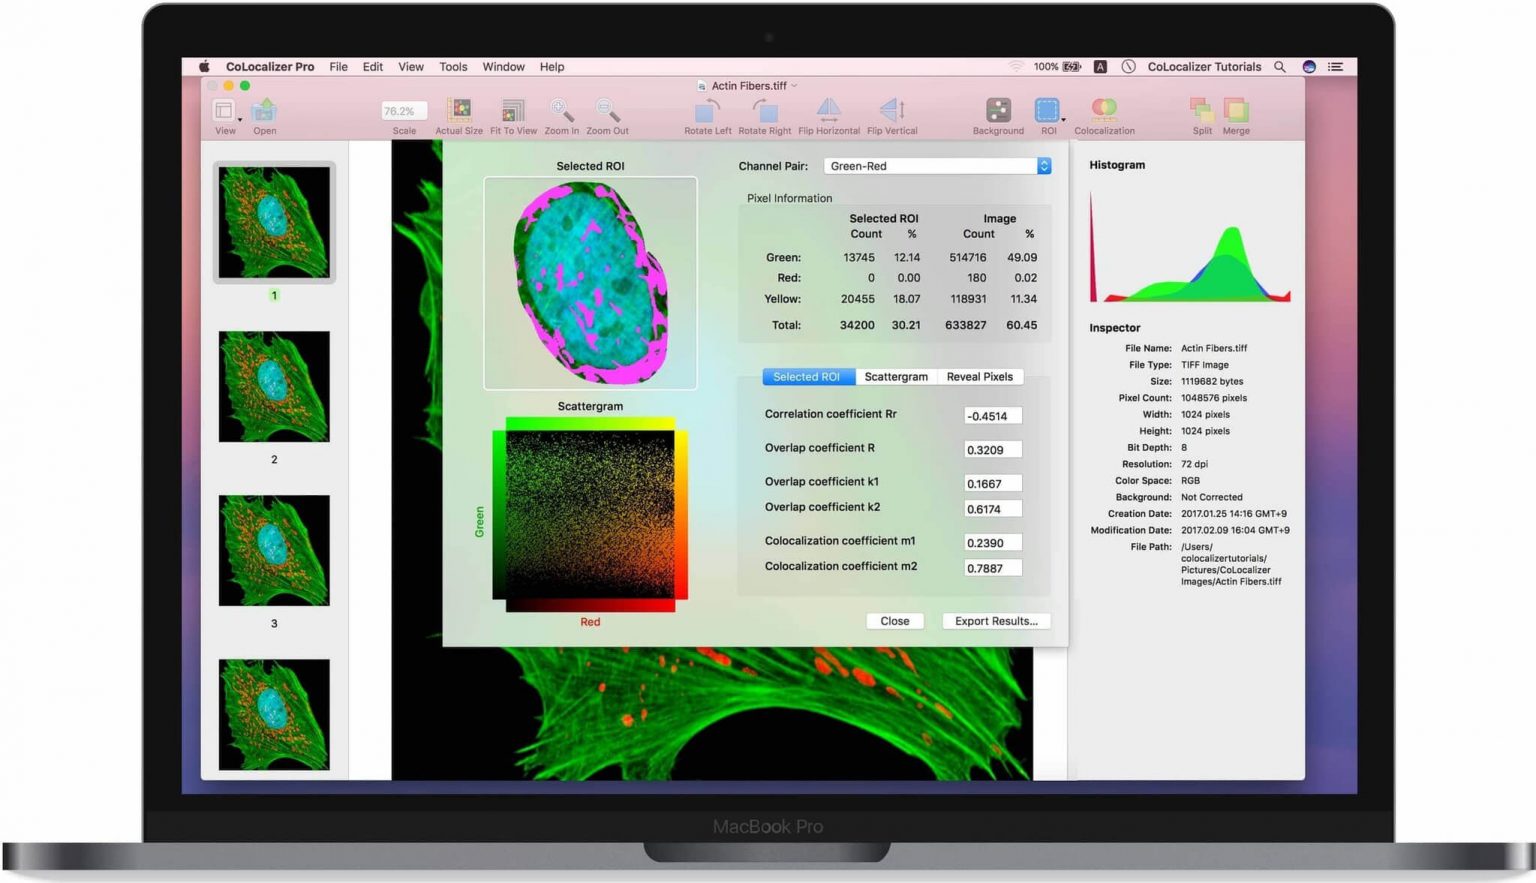 CoLocalizer Pro File Edit View Tools Window Help 100% A CoLocalizer Tutorials
Actin Fibers.tiff
76.2%
View Open Scale Actual Size Fit To View Zoom In Zoom Out Rotate Left Rotate Right Flip Horizontal Flip Vertical Background ROI Colocalization Split Merge
1
2
3
Selected ROI
Scattergram
Green
Red
Channel Pair: Green-Red
Pixel Information
Selected ROI Image
Count % Count %
Green: 13745 12.14 514716 49.09
Red: 0 0.00 180 0.02
Yellow: 20455 18.07 118931 11.34
Total: 34200 30.21 633827 60.45
Selected ROI Scattergram Reveal Pixels
Correlation coefficient Rr -0.4514
Overlap coefficient R 0.3209
Overlap coefficient k1 0.1667
Overlap coefficient k2 0.6174
Colocalization coefficient m1 0.2390
Colocalization coefficient m2 0.7887
Close Export Results...
Histogram
Inspector
File Name: Actin Fibers.tiff
File Type: TIFF Image
Size: 1119682 bytes
Pixel Count: 1048576 pixels
Width: 1024 pixels
Height: 1024 pixels
Bit Depth: 8
Resolution: 72 dpi
Color Space: RGB
Background: Not Corrected
Creation Date: 2017.01.25 14:16 GMT+9
Modification Date: 2017.02.09 16:04 GMT+9
File Path: /Users/
colocalizertutorials/
Pictures/CoLocalizer
Images/Actin Fibers.tiff
MacBook Pro